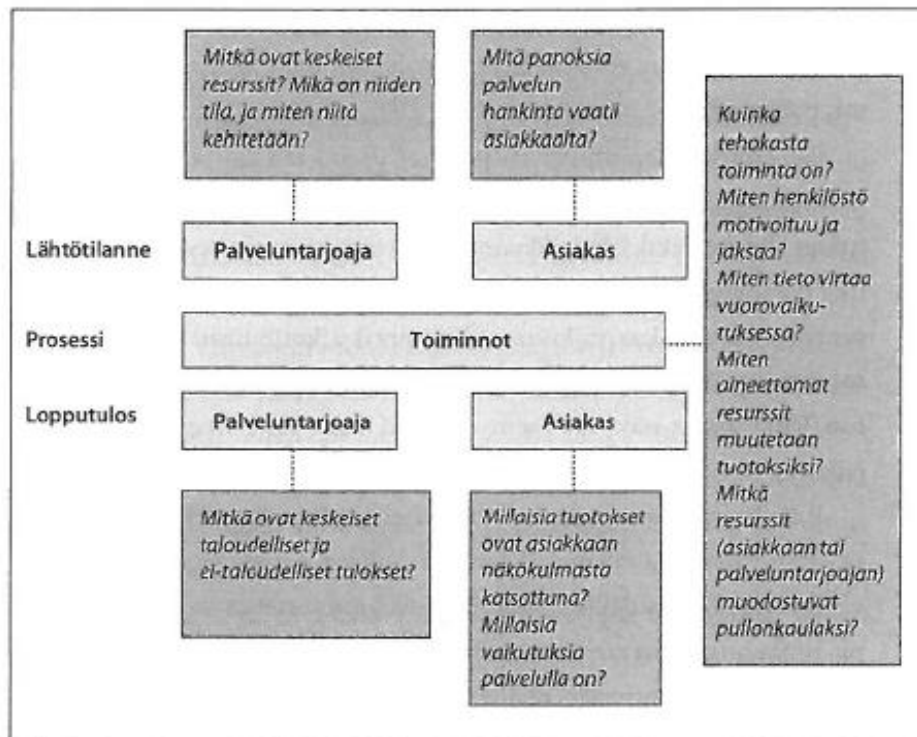 Mitkä ovat keskeiset
resurssit? Mikä on niiden
tila, ja miten niitä
kehitetään?
Mitä panoksia
palvelun
hankinta vaatii
asiakkaalta?
Kuinka
tehokasta
toiminta on?
Miten henkilöstö
motivoituu ja
jaksaa?
Miten tieto virtaa
vuorovaiku-
tuksessa?
Miten
aineettomat
resurssit
muutetaan
tuotoksiksi?
Mitkä
resurssit
(asiakkaan tai
palveluntarjoajan)
muodostuvat
pullonkaulaksi?
Lähtötilanne
Palveluntarjoaja
Asiakas
Prosessi
Toiminnot
Lopputulos
Palveluntarjoaja
Asiakas
Mitkä ovat keskeiset
taloudelliset ja
ei-taloudelliset tulokset?
Millaisia tuotokset
ovat asiakkaan
näkökulmasta
katsottuna?
Millaisia
vaikutuksia
palvelulla on?